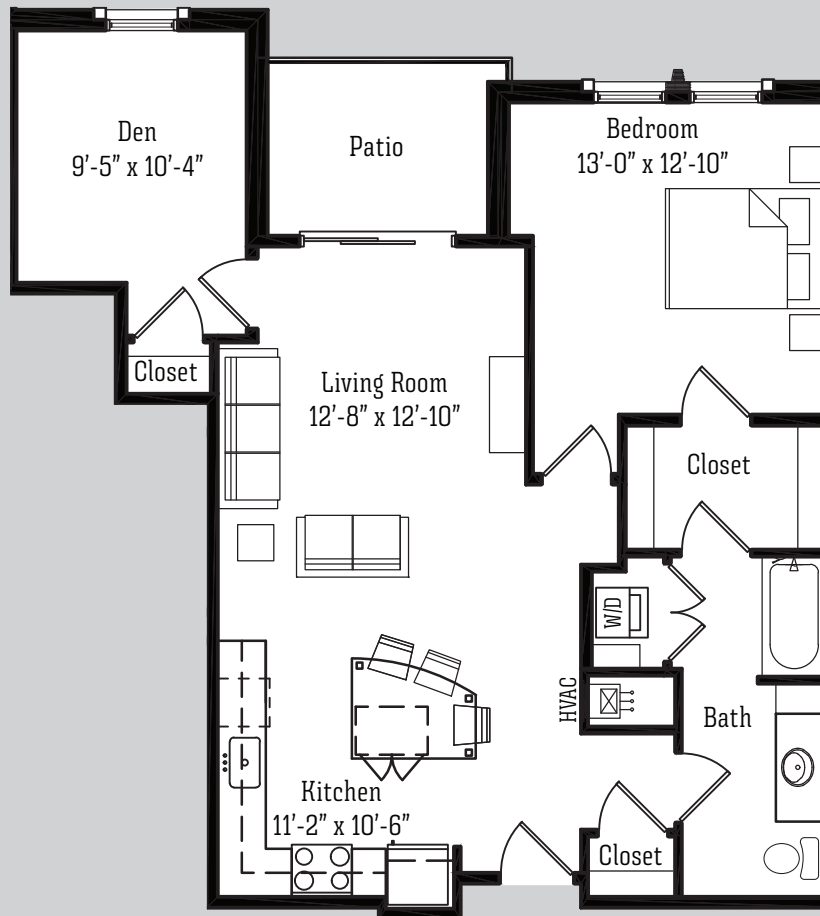 Den
9’-5” x 10’-4”
Patio
Bedroom
13’-0” x 12’-10”
Closet
Living Room
12’-8” x 12’-10”
Closet
W/D
HVAC
Bath
Kitchen
11’-2” x 10’-6”
Closet